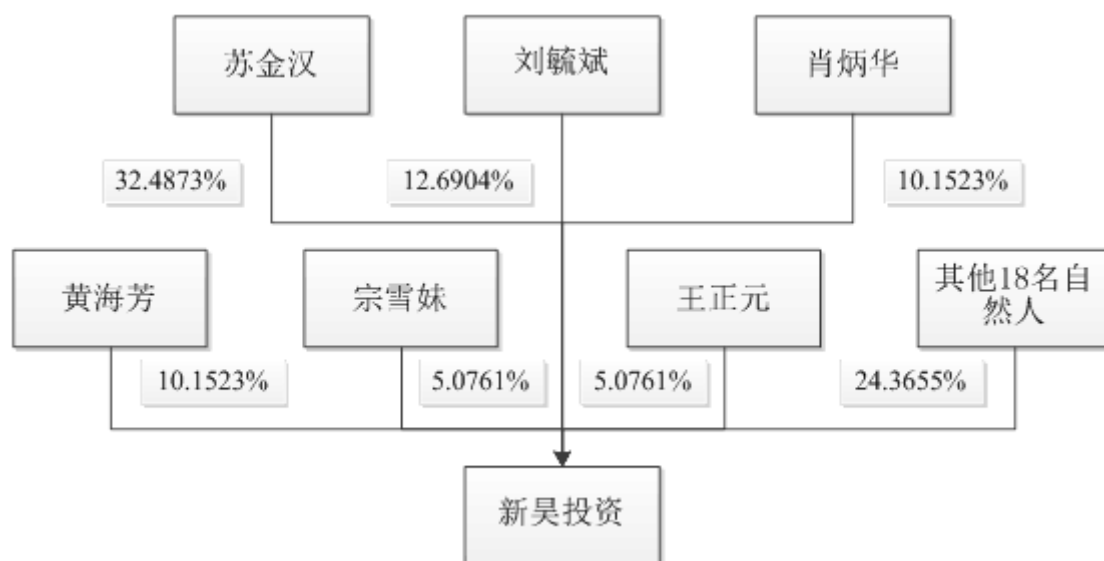 苏金汉
刘毓斌
肖炳华
32.4873%
12.6904%
10.1523%
黄海芳
宗雪妹
王正元
其他18名自
然人
10.1523%
5.0761%
5.0761%
24.3655%
新昊投资